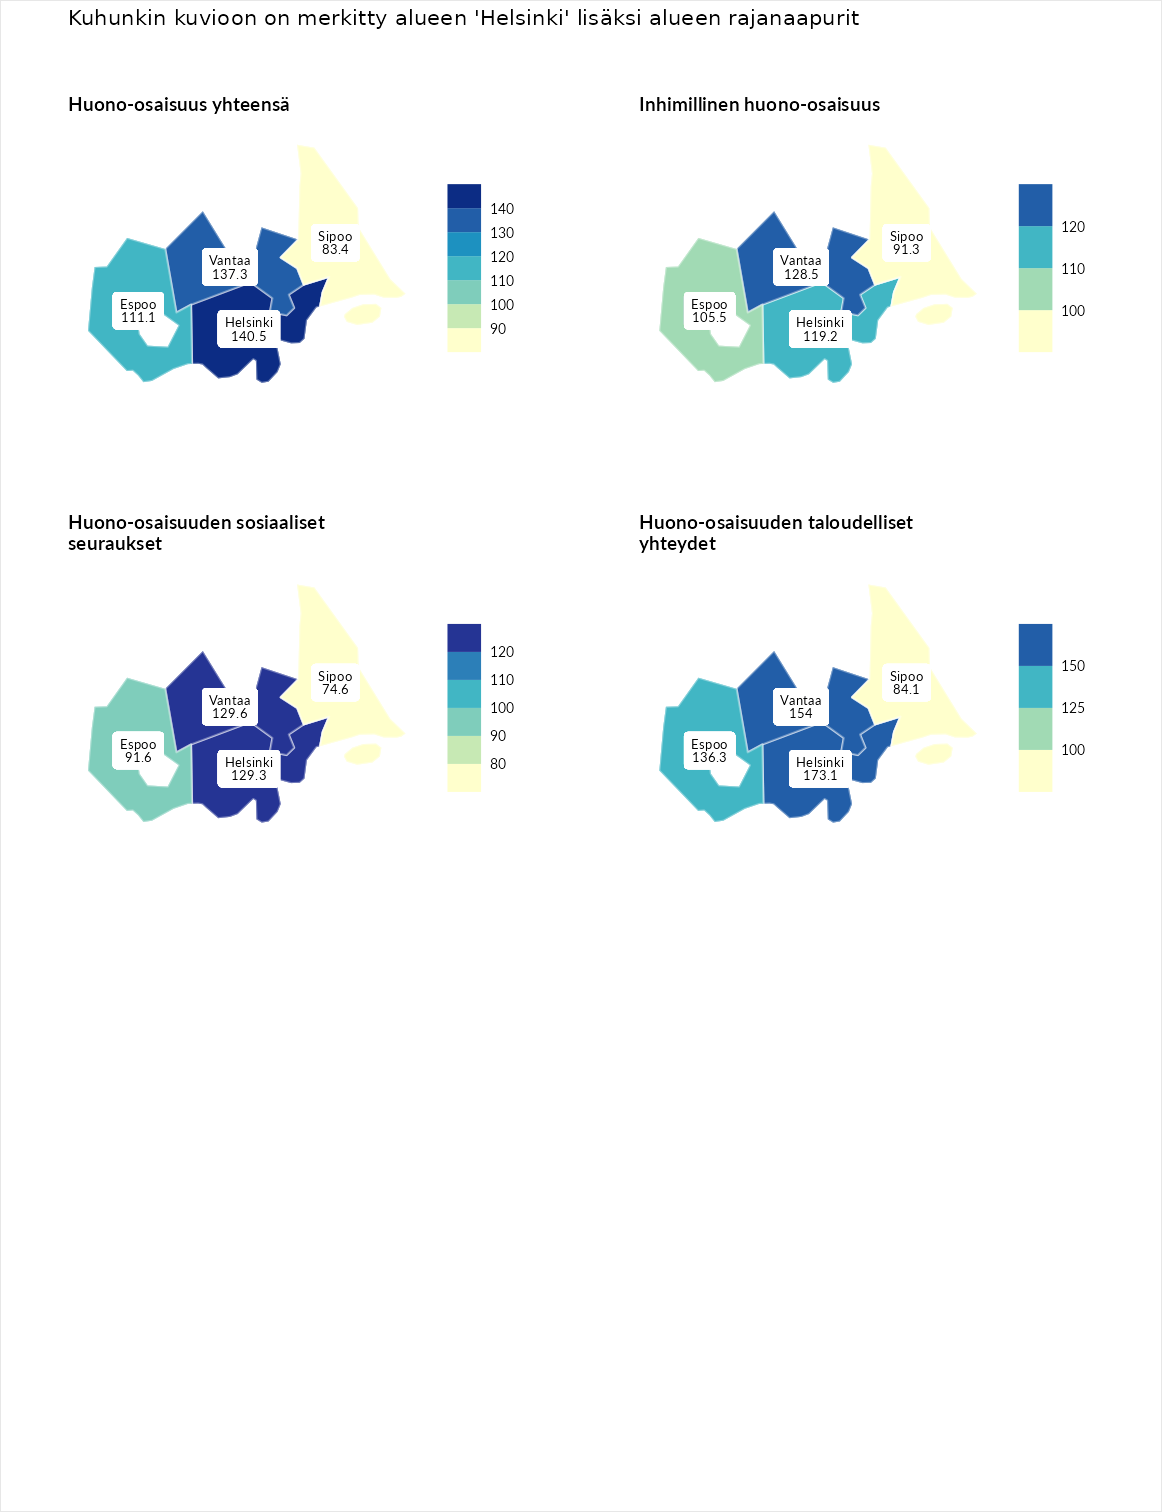 Kuhunkin kuvioon on merkitty alueen 'Helsinki' lisäksi alueen rajanaapurit
Huono-osaisuus yhteensä
Sipoo
83.4
Vantaa
137.3
Espoo
111.1
Helsinki
140.5
140
130
120
110
100
90
Inhimillinen huono-osaisuus
Sipoo
91.3
Vantaa
128.5
Espoo
105.5
Helsinki
119.2
120
110
100
Huono-osaisuuden sosiaaliset
seuraukset
Sipoo
74.6
Vantaa
129.6
Espoo
91.6
Helsinki
129.3
120
110
100
90
80
Huono-osaisuuden taloudelliset
yhteydet
Sipoo
84.1
Vantaa
154
Espoo
136.3
Helsinki
173.1
150
125
100